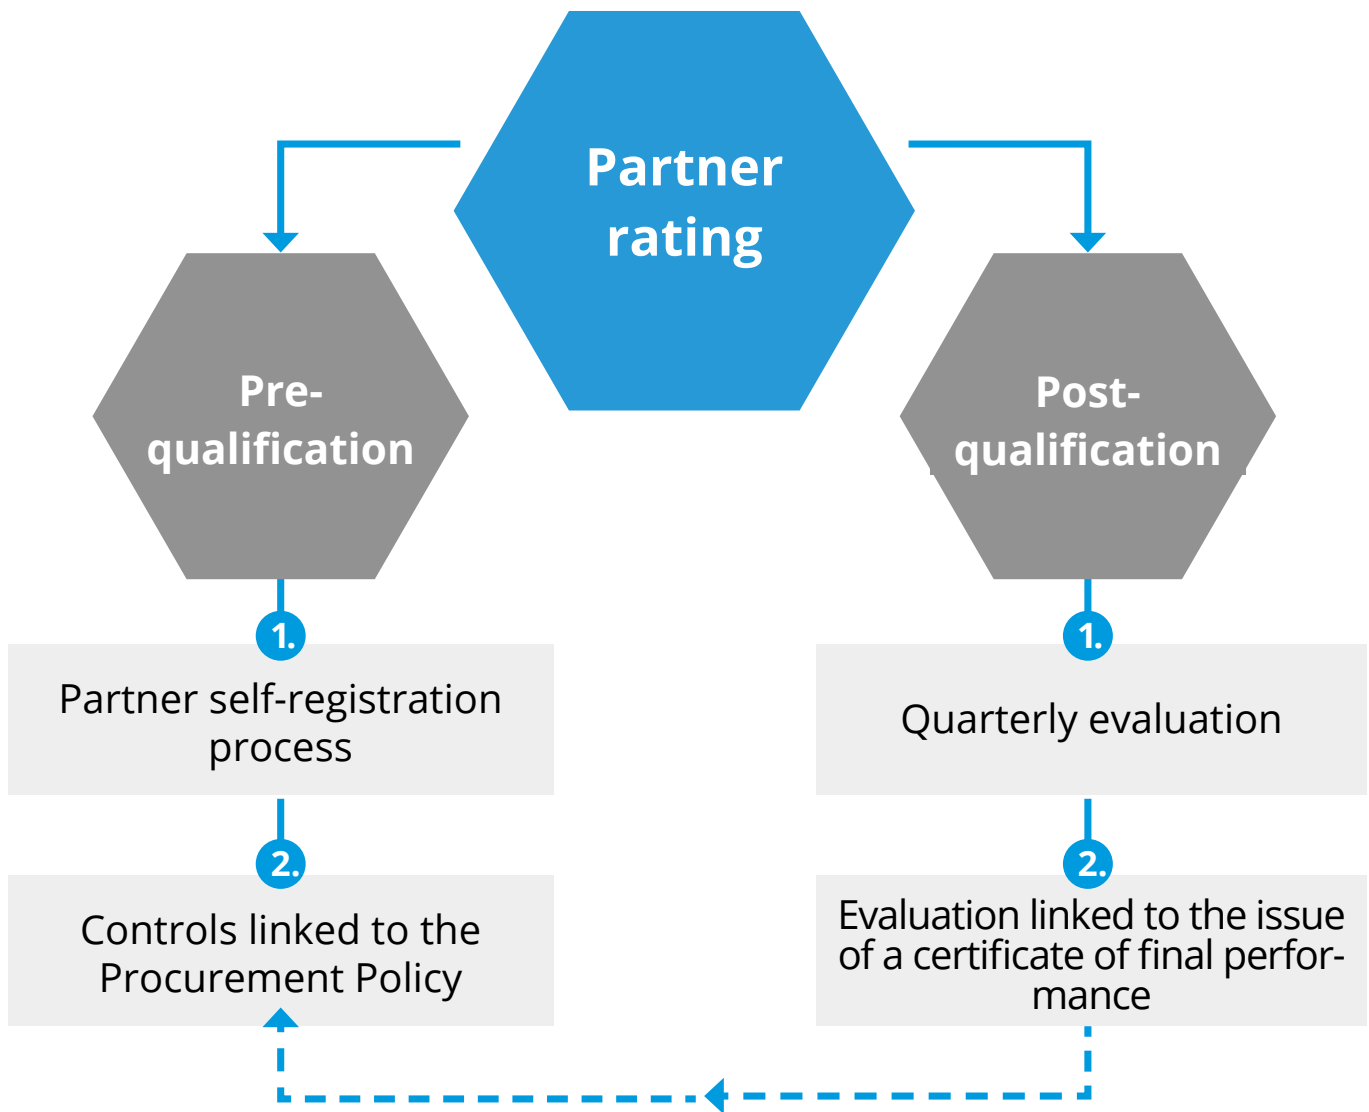 Partner
rating
Pre-
qualification
1.
Partner self-registration
process
2.
Controls linked to the
Procurement Policy
Post-
qualification
1.
Quarterly evaluation
2.
Evaluation linked to the issue
of a certificate of final perfor-
mance